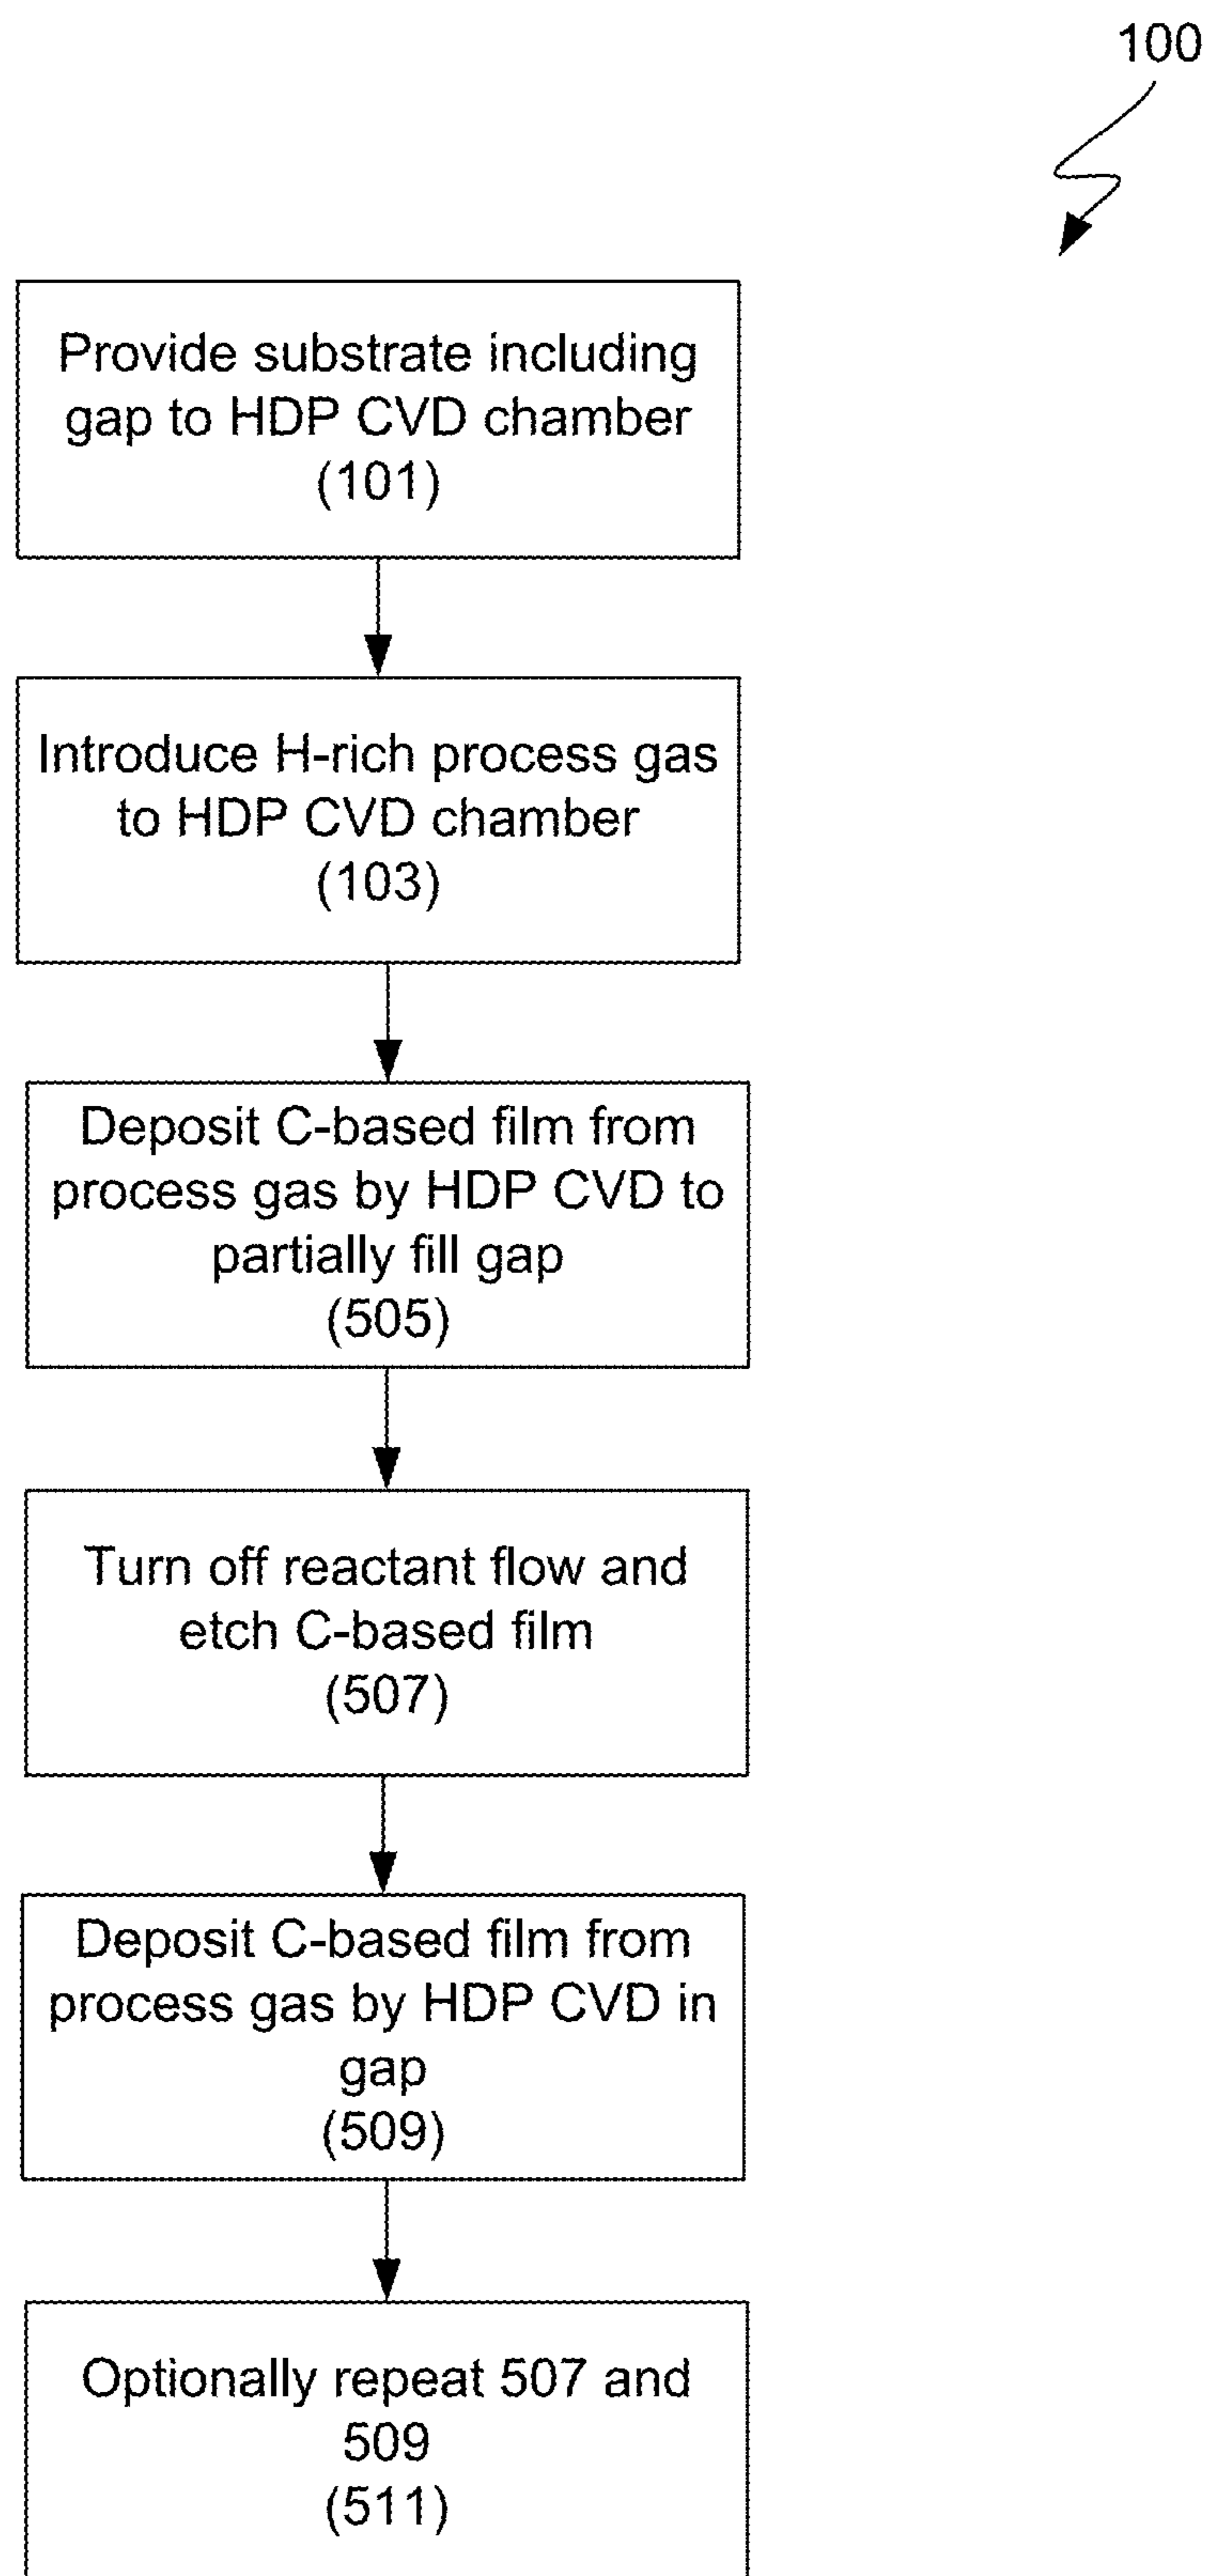 100
Provide substrate including
gap to HDP CVD chamber
(101)
Introduce H-rich process gas
to HDP CVD chamber
(103)
Deposit C-based film from
process gas by HDP CVD to
partially fill gap
(505)
Turn off reactant flow and
etch C-based film
(507)
Deposit C-based film from
process gas by HDP CVD in
gap
(509)
Optionally repeat 507 and
509
(511)